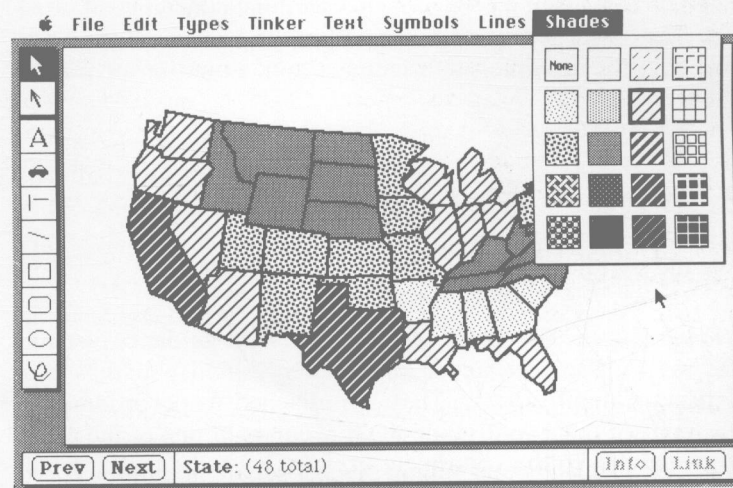 File Edit Types Tinker Text Symbols Lines Shades
None
A
Prev Next State: (48 total) Info Link